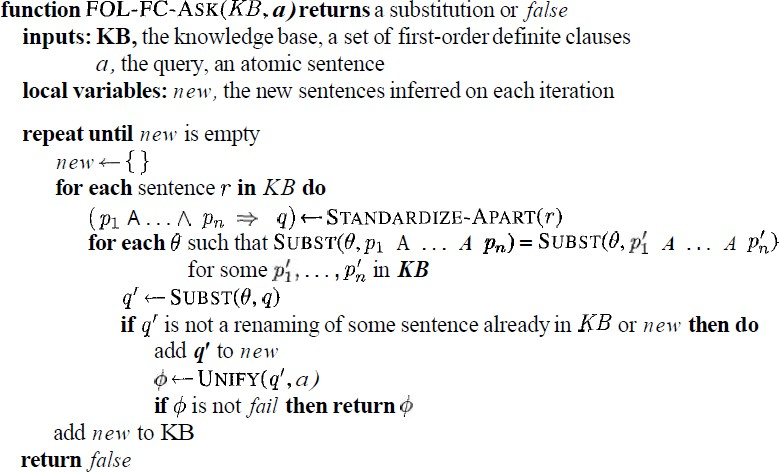 function FOL-FC-ASK(KB, a) returns a substitution or false
inputs: KB, the knowledge base, a set of first-order definite clauses
a, the query, an atomic sentence
local variables: new, the new sentences inferred on each iteration
repeat until new is empty
new ← { }
for each sentence r in KB do
(p₁ A ... ∧ pₙ ⇒ q) ← STANDARDIZE-APART(r)
for each θ such that SUBST(θ, p₁ A ... A pₙ) = SUBST(θ, p′₁ A ... A p′ₙ)
for some p′₁, ..., p′ₙ in KB
q′ ← SUBST(θ, q)
if q′ is not a renaming of some sentence already in KB or new then do
add q′ to new
ϕ ← UNIFY(q′, a)
if ϕ is not fail then return ϕ
add new to KB
return false